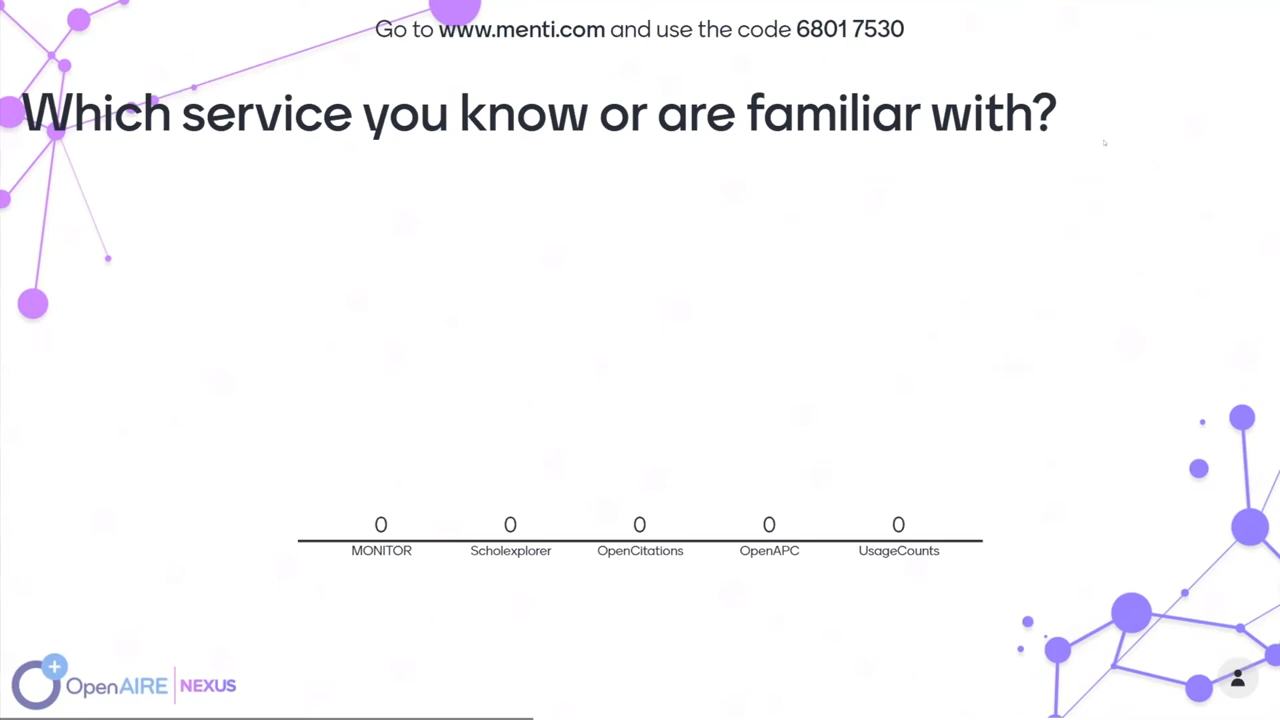 Go to www.menti.com and use the code 6801 7530
Which service you know or are familiar with?
0 0 0 0 0
MONITOR Scholexplorer OpenCitations OpenAPC UsageCounts
OpenAIRE NEXUS